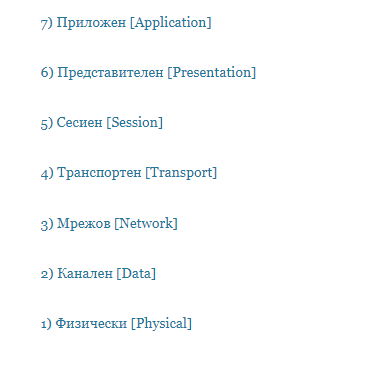 7) Приложен [Application]
6) Представителен [Presentation]
5) Сесиен [Session]
4) Транспортен [Transport]
3) Мрежов [Network]
2) Канален [Data]
1) Физически [Physical]